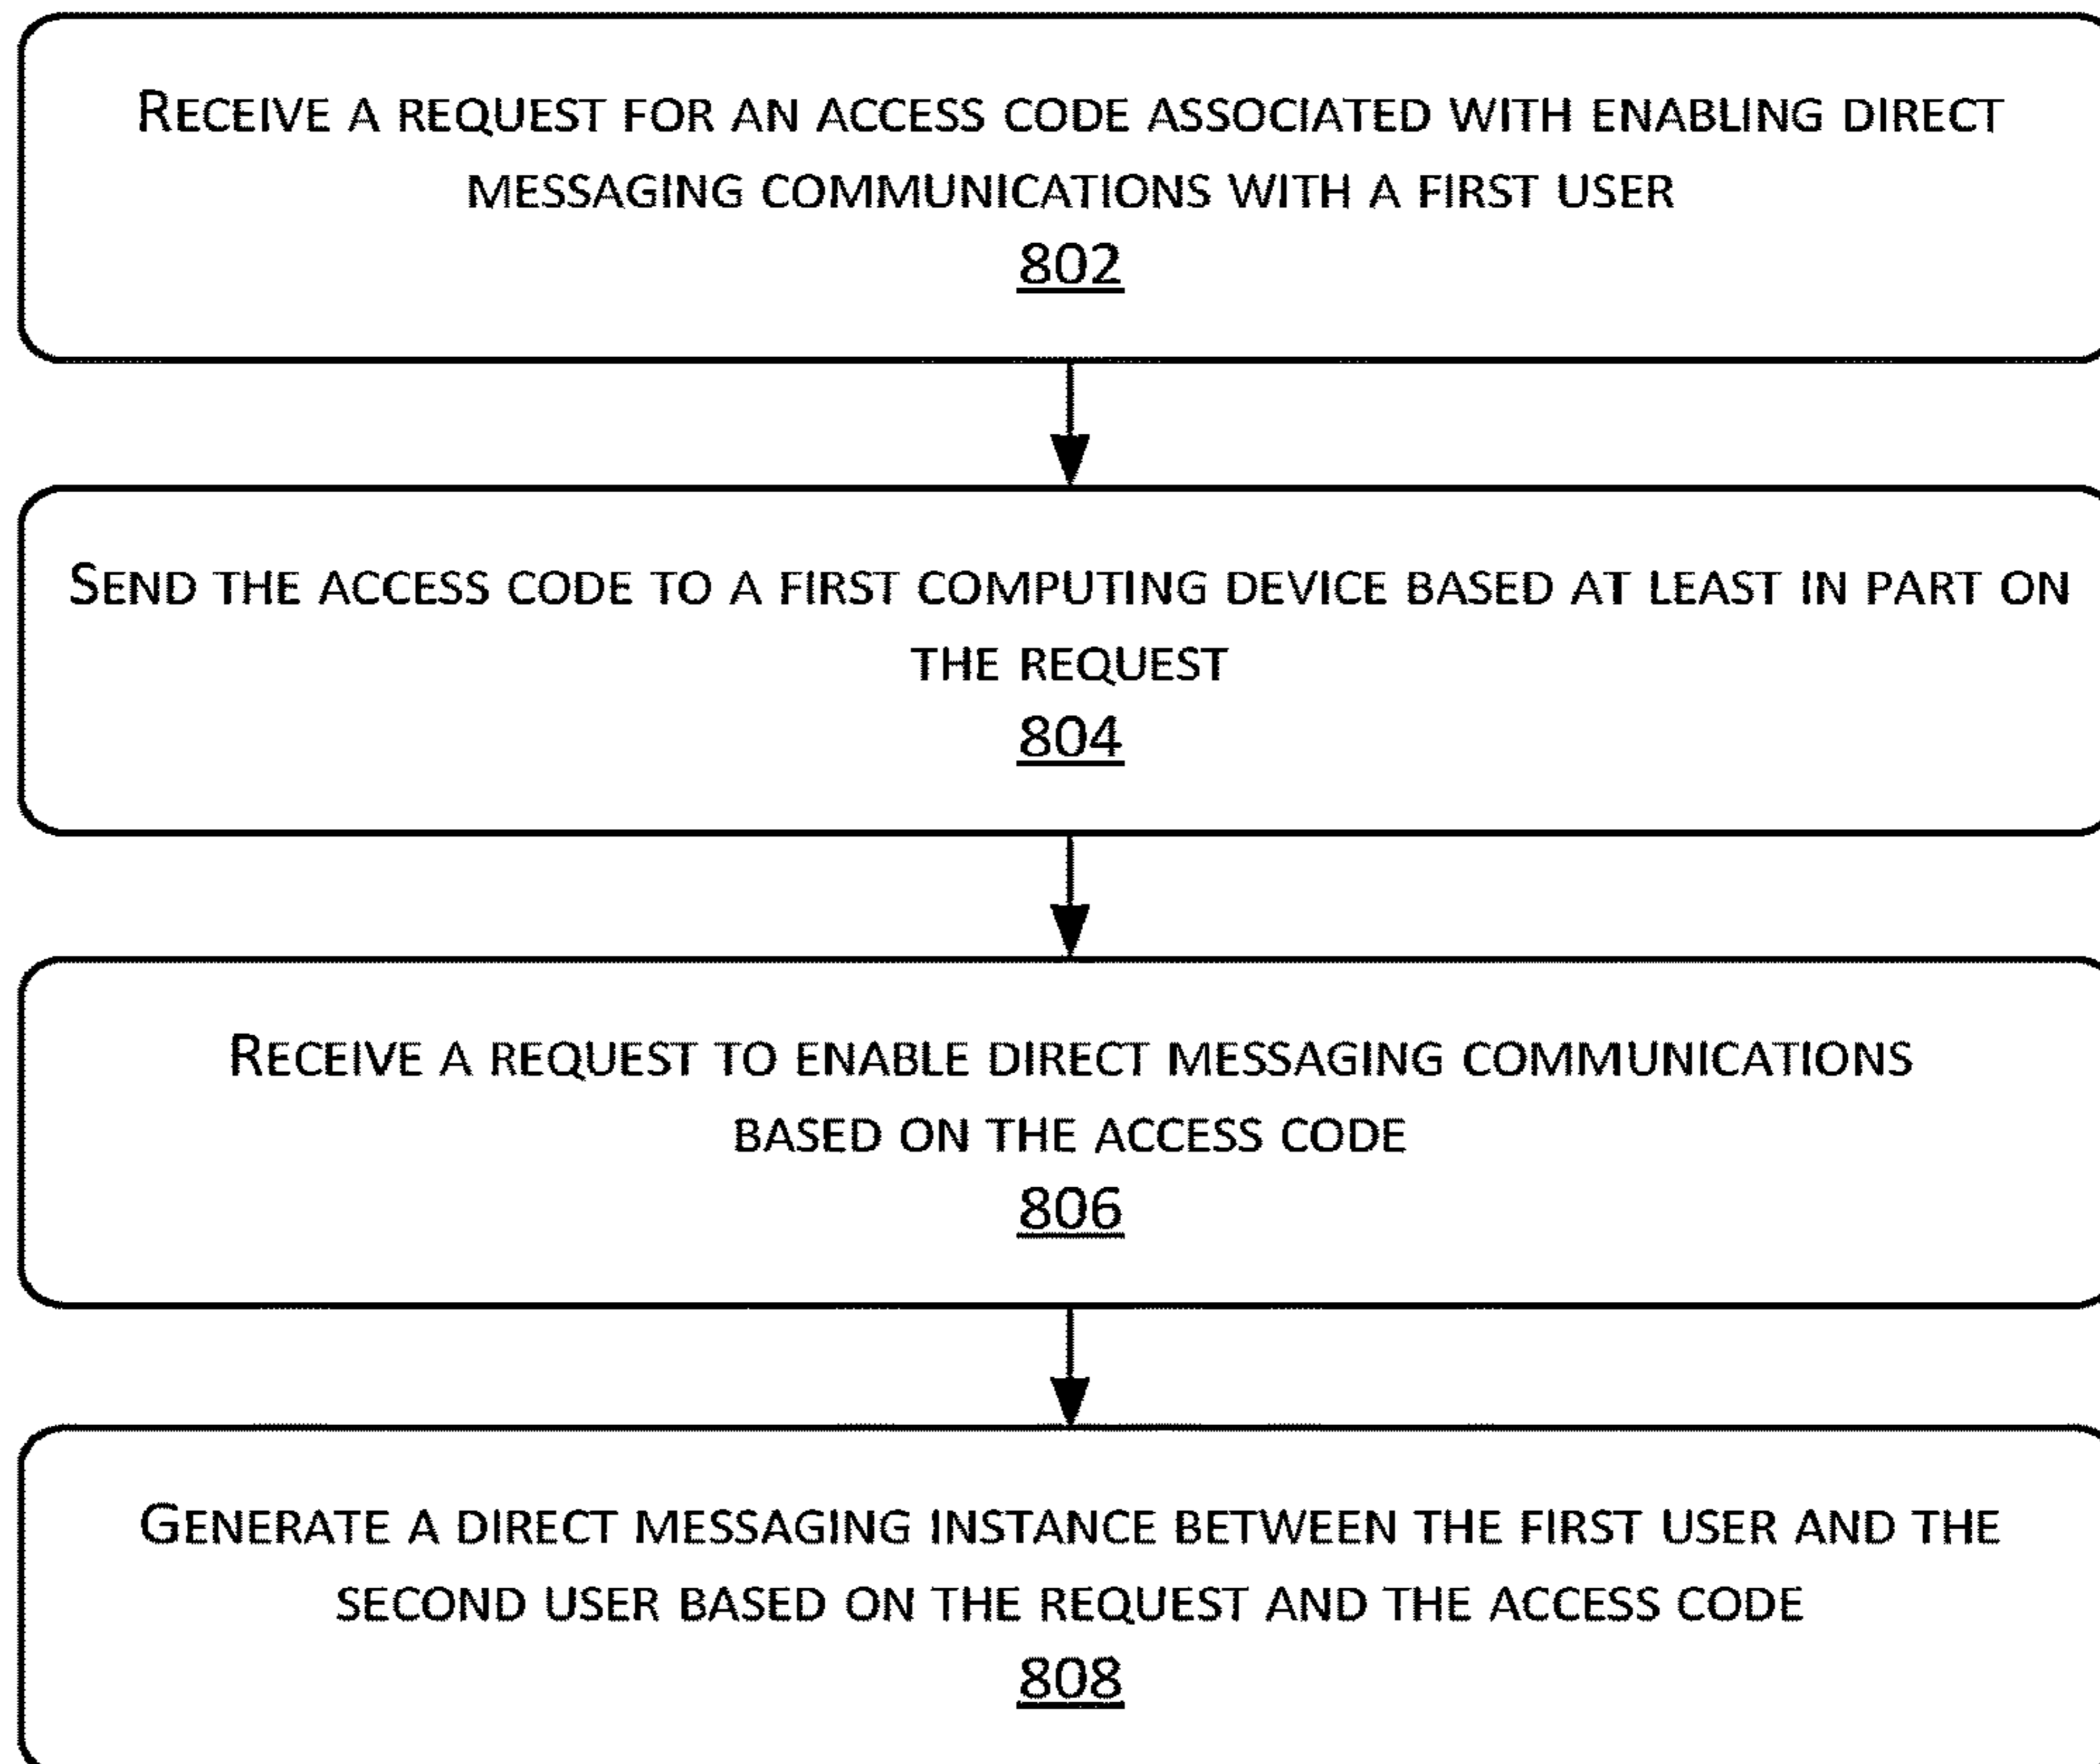 RECEIVE A REQUEST FOR AN ACCESS CODE ASSOCIATED WITH ENABLING DIRECT
MESSAGING COMMUNICATIONS WITH A FIRST USER
802
SEND THE ACCESS CODE TO A FIRST COMPUTING DEVICE BASED AT LEAST IN PART ON
THE REQUEST
804
RECEIVE A REQUEST TO ENABLE DIRECT MESSAGING COMMUNICATIONS
BASED ON THE ACCESS CODE
806
GENERATE A DIRECT MESSAGING INSTANCE BETWEEN THE FIRST USER AND THE
SECOND USER BASED ON THE REQUEST AND THE ACCESS CODE
808